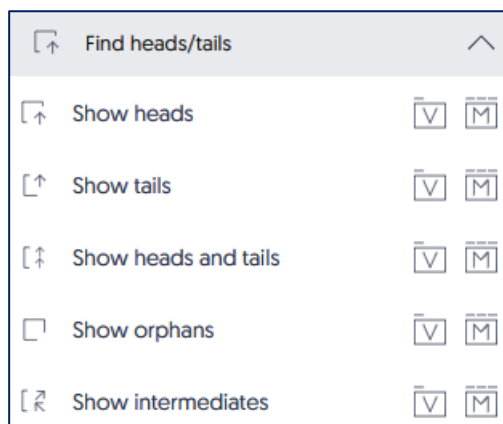 Find heads/tails
Show heads V M
Show tails V M
Show heads and tails V M
Show orphans V M
Show intermediates V M